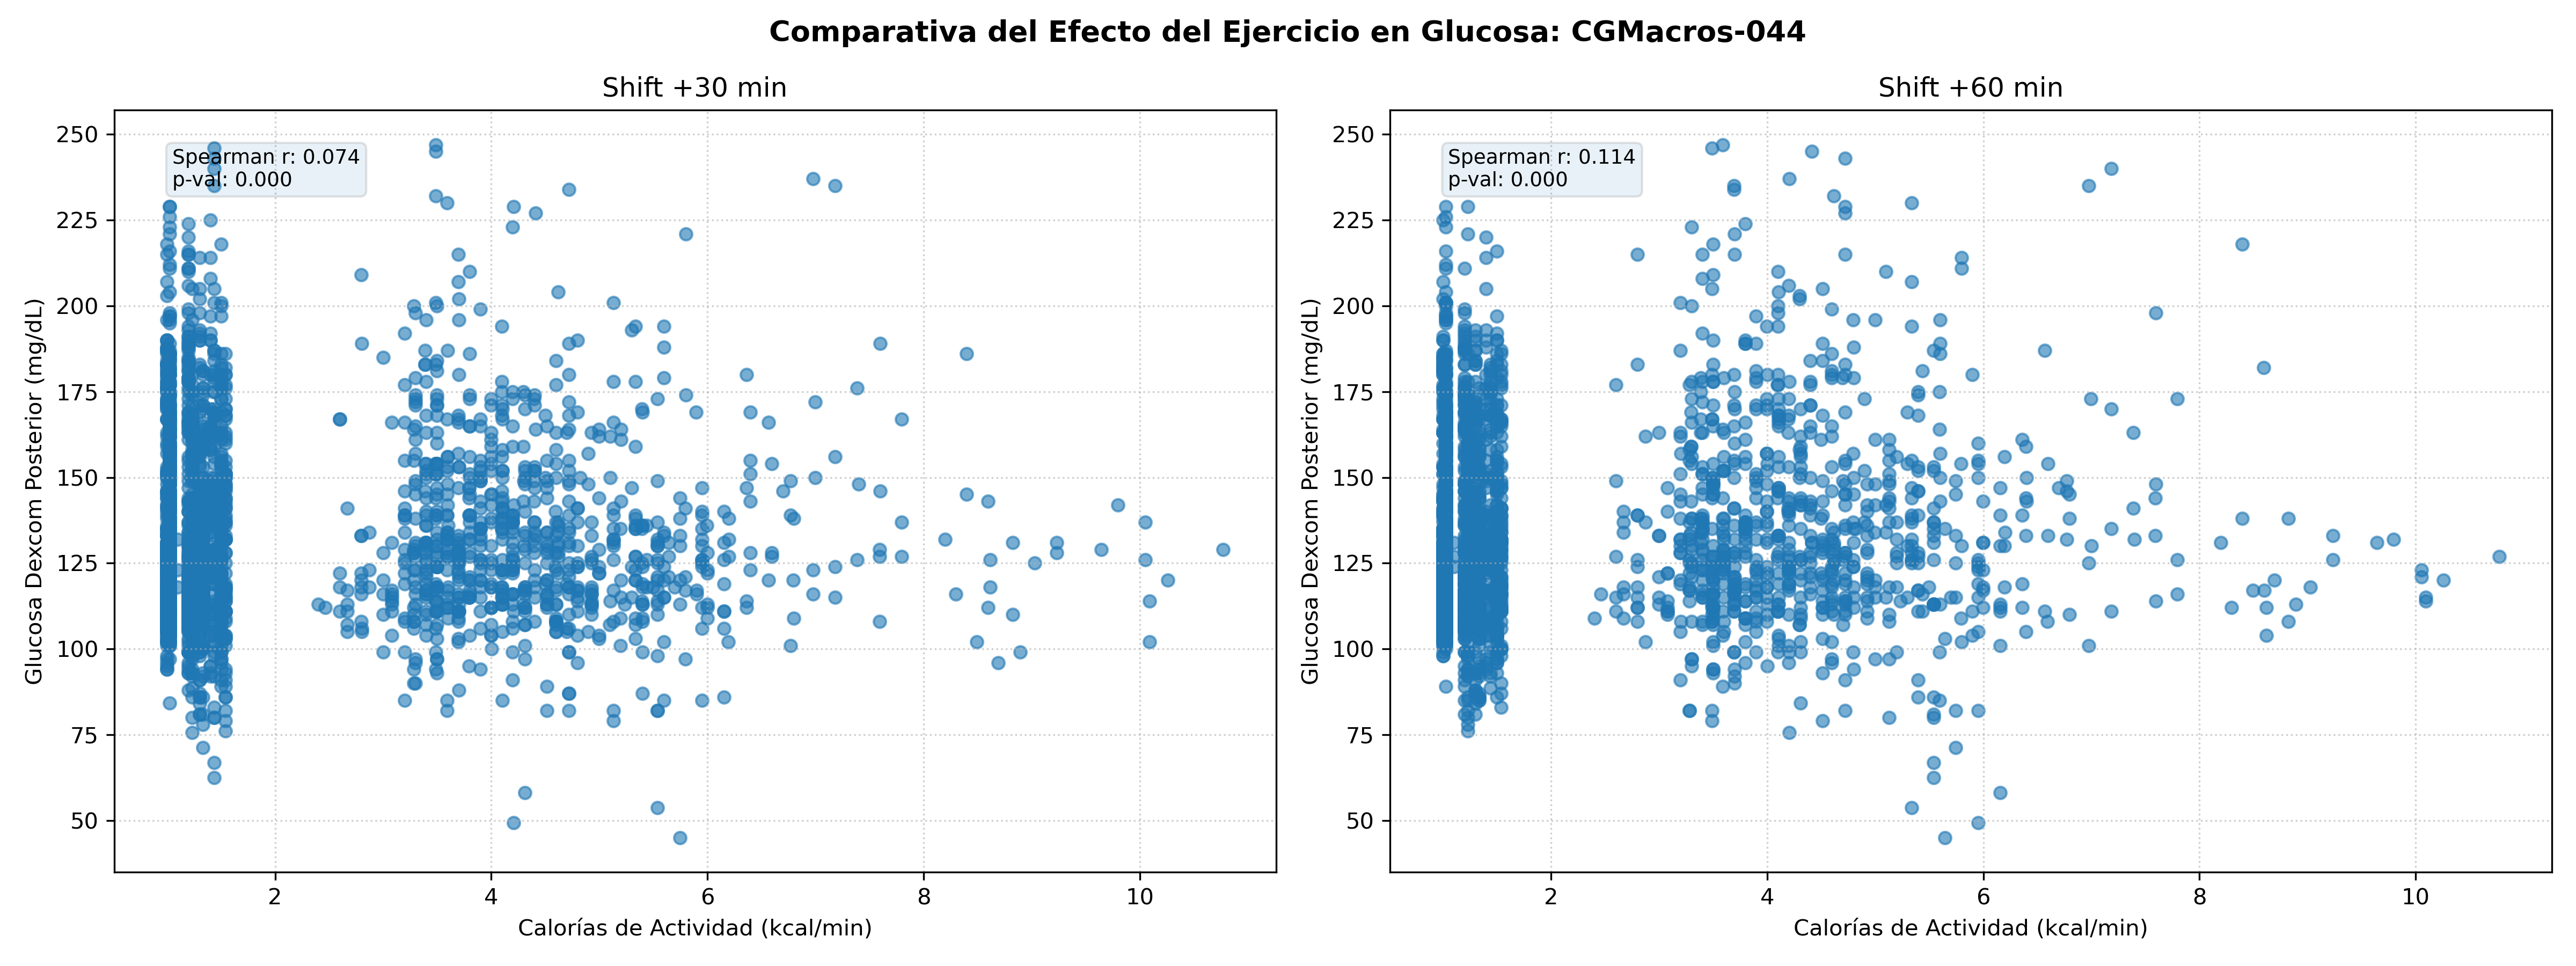 Comparativa del Efecto del Ejercicio en Glucosa: CGMacros-044
Shift +30 min
250
225
200
175
150
125
100
75
50
Glucosa Dexcom Posterior (mg/dL)
Spearman r: 0.074
p-val: 0.000
2
4
6
8
10
Calorías de Actividad (kcal/min)
Shift +60 min
250
225
200
175
150
125
100
75
50
Glucosa Dexcom Posterior (mg/dL)
Spearman r: 0.114
p-val: 0.000
2
4
6
8
10
Calorías de Actividad (kcal/min)